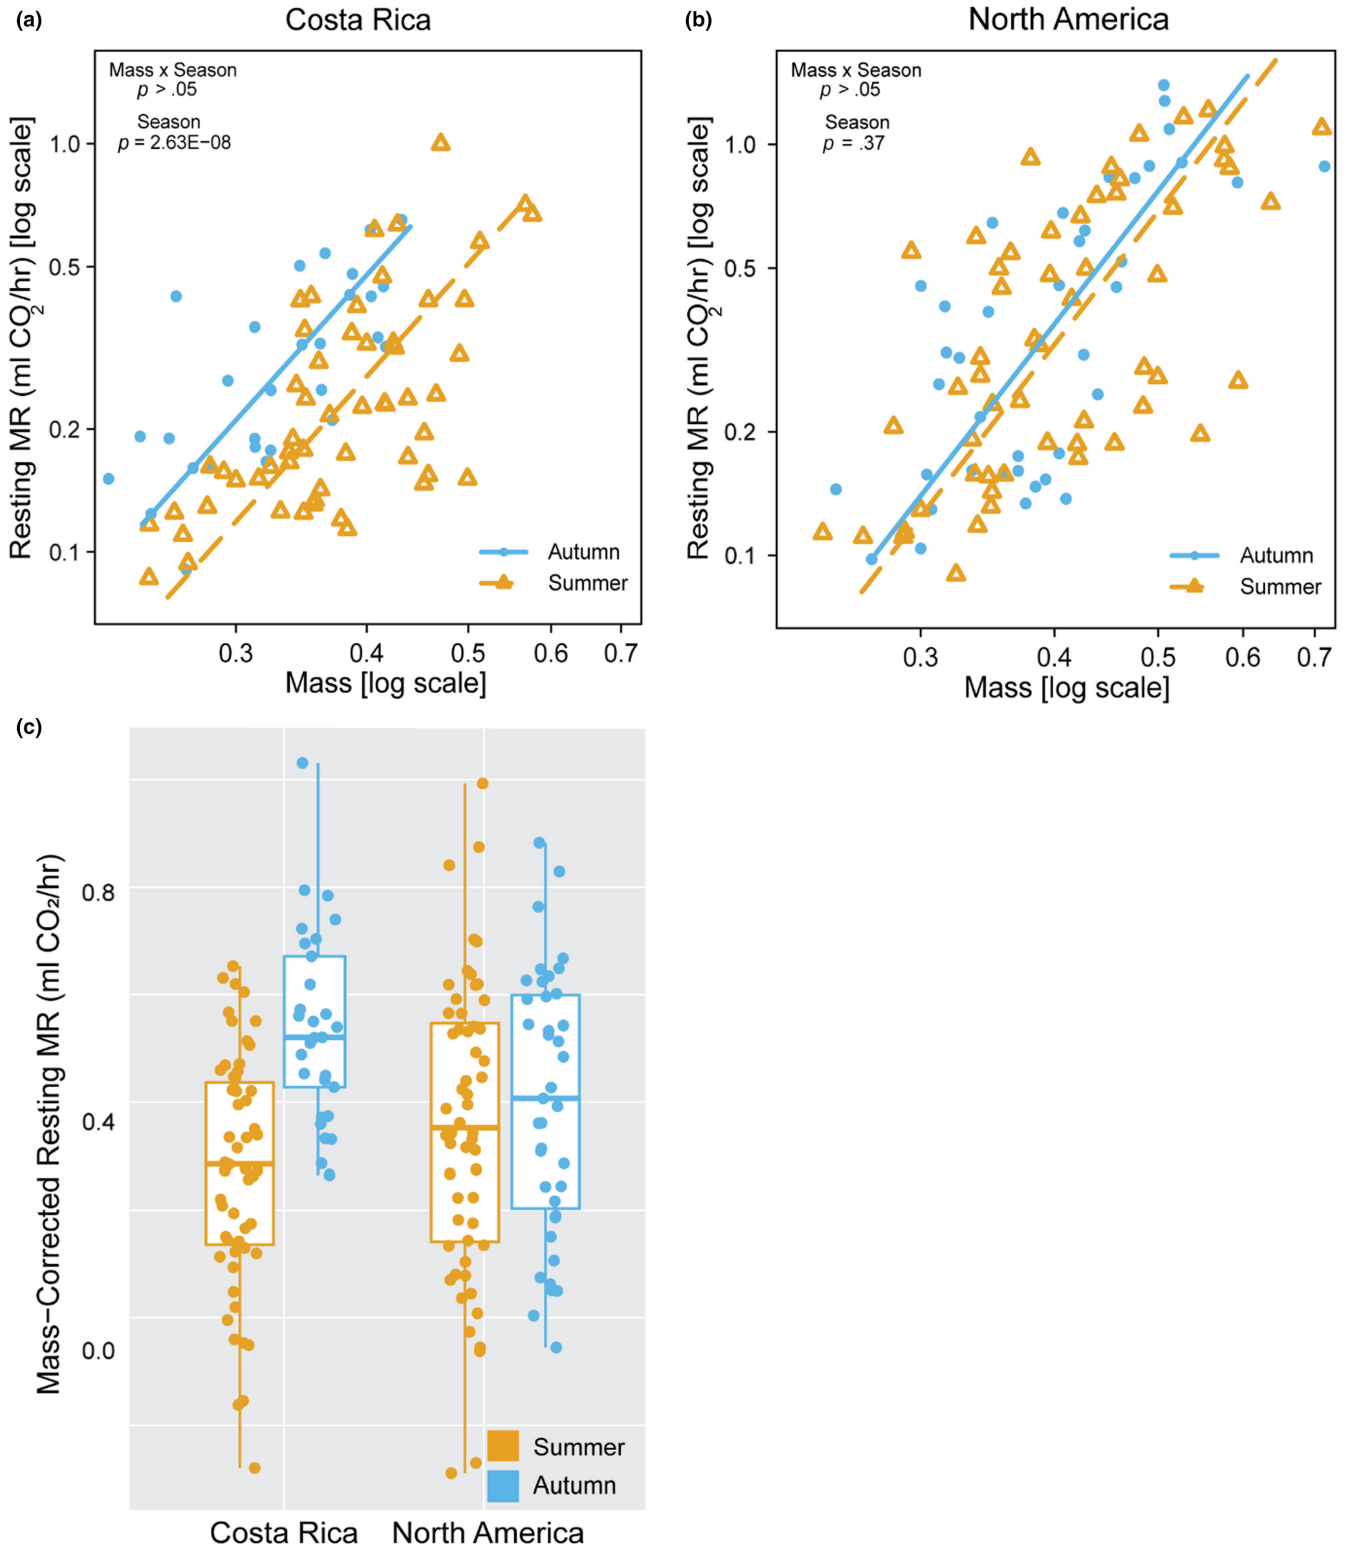 (a)
Costa Rica
Mass x Season
p > .05
Season
p = 2.63E−08
1.0
0.5
0.2
0.1
Resting MR (ml CO2/hr) [log scale]
Autumn
Summer
0.3 0.4 0.5 0.6 0.7
Mass [log scale]
(b)
North America
Mass x Season
p > .05
Season
p = .37
1.0
0.5
0.2
0.1
Resting MR (ml CO2/hr) [log scale]
Autumn
Summer
0.3 0.4 0.5 0.6 0.7
Mass [log scale]
(c)
Mass−Corrected Resting MR (ml CO₂/hr)
0.8
0.4
0.0
Summer
Autumn
Costa Rica North America